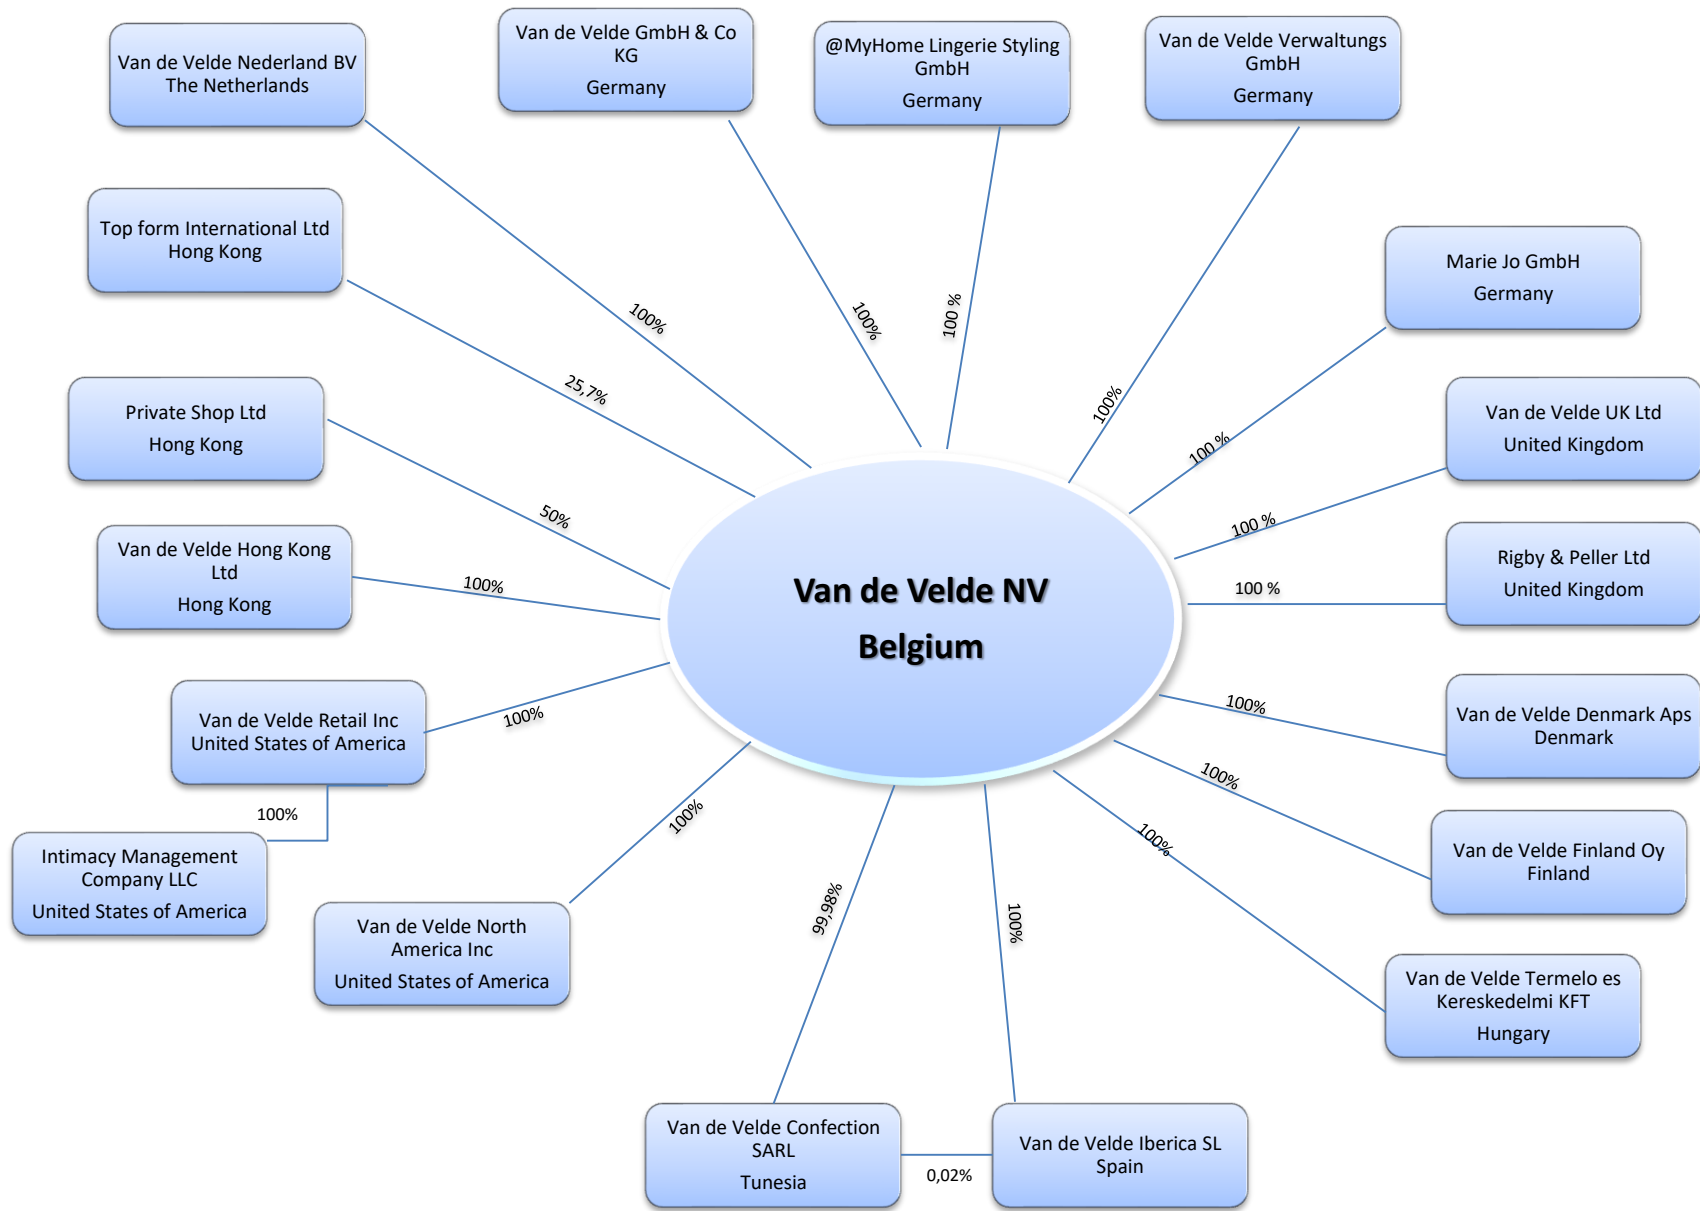 Van de Velde Nederland BV
The Netherlands
Van de Velde GmbH & Co
KG
Germany
@MyHome Lingerie Styling
GmbH
Germany
Van de Velde Verwaltungs
GmbH
Germany
Top form International Ltd
Hong Kong
Marie Jo GmbH
Germany
100%
100%
100 %
100%
25,7%
100 %
Private Shop Ltd
Hong Kong
Van de Velde UK Ltd
United Kingdom
50%
100 %
Van de Velde Hong Kong
Ltd
Hong Kong
100%
Van de Velde NV
Belgium
100 %
Rigby & Peller Ltd
United Kingdom
Van de Velde Retail Inc
United States of America
100%
100%
Van de Velde Denmark Aps
Denmark
100%
100%
100%
100%
Intimacy Management
Company LLC
United States of America
Van de Velde Finland Oy
Finland
Van de Velde North
America Inc
United States of America
99,98%
100%
Van de Velde Termelo es
Kereskedelmi KFT
Hungary
Van de Velde Confection
SARL
Tunesia
0,02%
Van de Velde Iberica SL
Spain